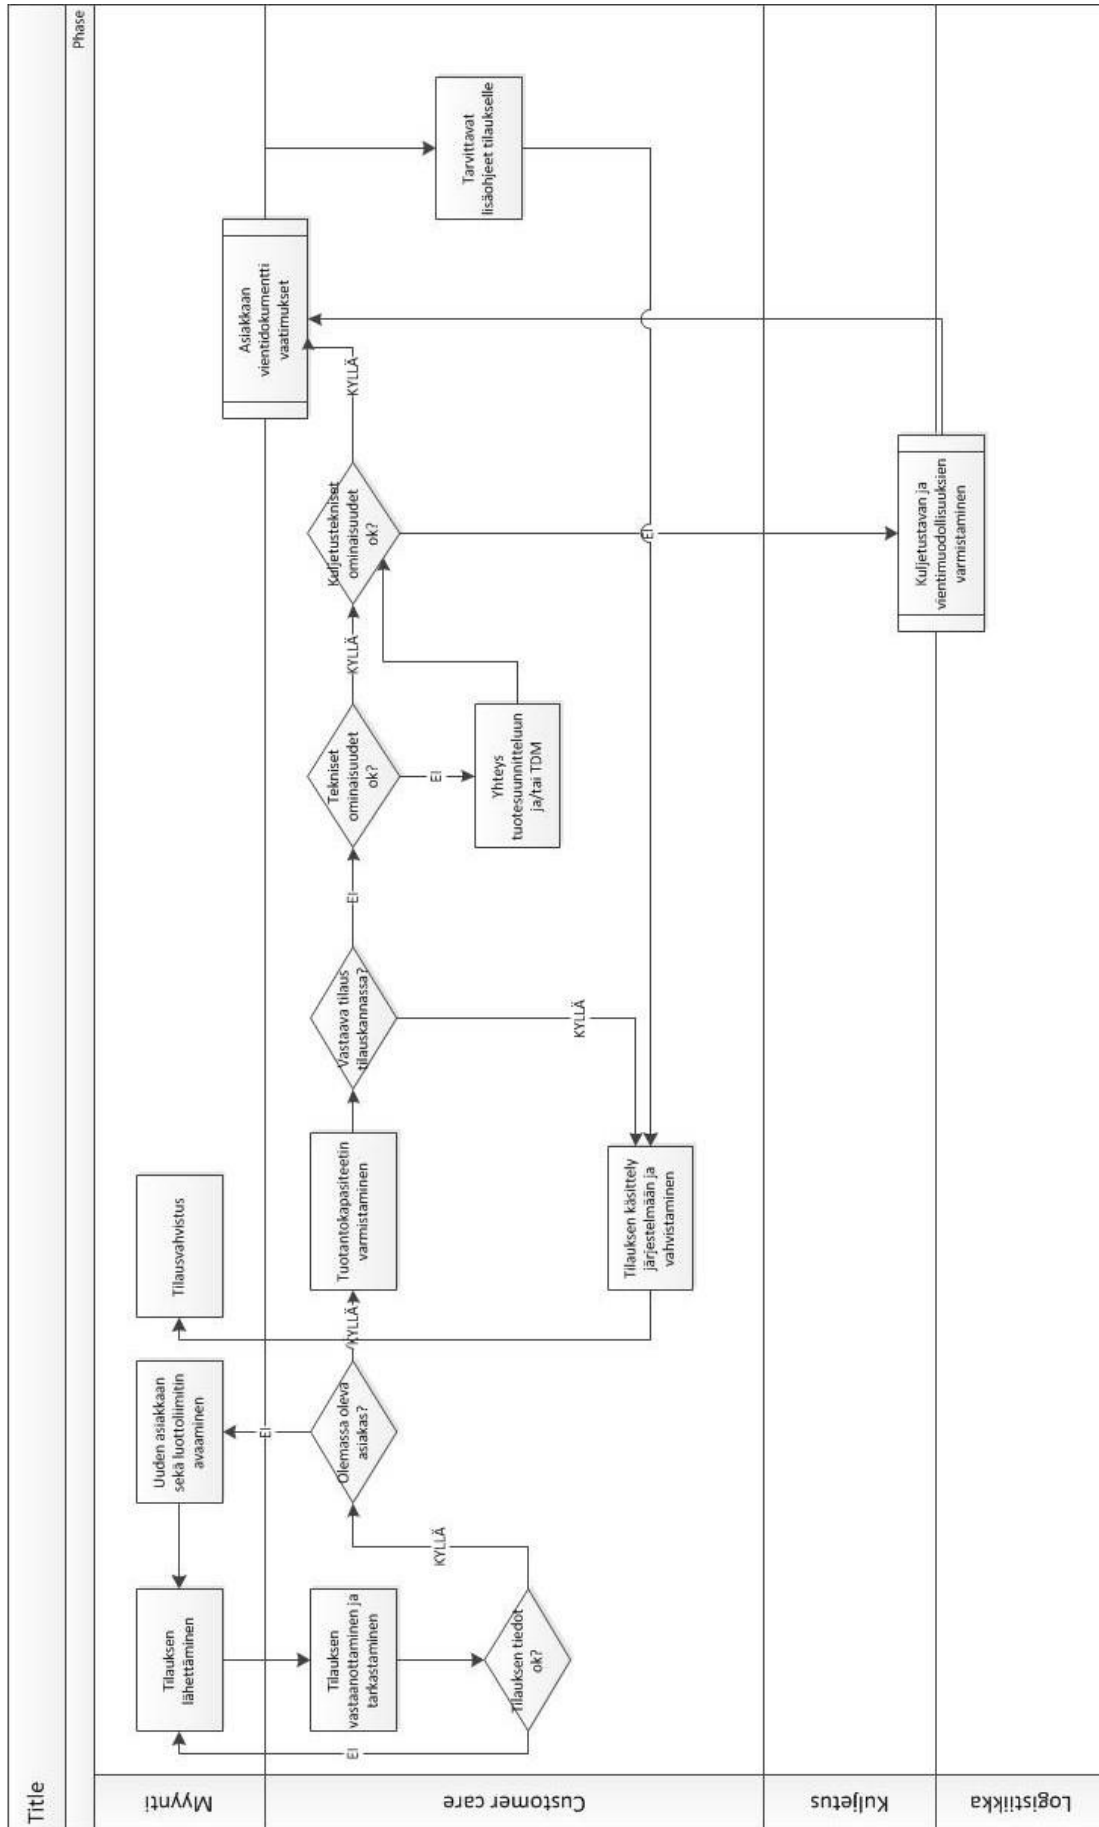 Title
Phase
Myynti
Customer care
Kuljetus
Logistiikka
Tilauksen
lähettäminen
Uuden asiakkaan
sekä luottolimitin
avaaminen
Tilausvahvistus
Tilauksen
vastaanottaminen ja
tarkastaminen
Tilauksen tiedot
ok?
EI
KYLLÄ
Olemassa oleva
asiakas?
EI
KYLLÄ
Tuotantokapasiteetin
varmistaminen
Vastaava tilaus
tilauskannassa?
EI
KYLLÄ
Tilauksen käsittely
järjestelmään ja
vahvistaminen
Tekniset
ominaisuudet
ok?
KYLLÄ
EI
Yhteys
tuotesuunnitteluun
ja/tai TDM
Kuljetustekniset
ominaisuudet
ok?
KYLLÄ
EI
Kuljetustavan ja
vientimuodollisuuksien
varmistaminen
Asiakkaan
vientidokumentti
vaatimukset
Tarvittavat
lisäohjeet tilaukselle